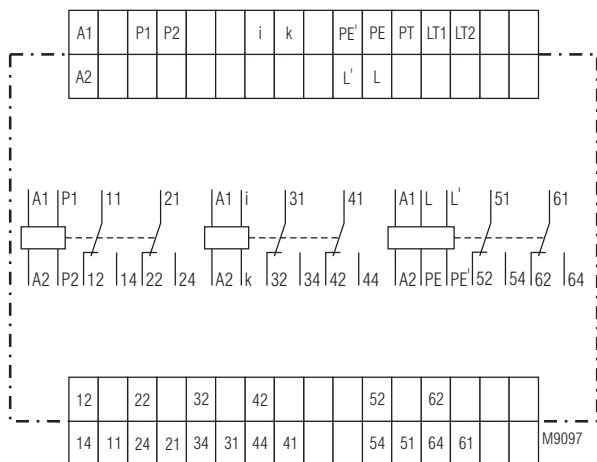 A1 P1 P2 i k PE' PE PT LT1 LT2
A2 L' L
A1 P1 11 21 A1 i 31 41 A1 L L' 51 61
A2 P2 12 14 22 24 A2 k 32 34 42 44 A2 PE PE' 52 54 62 64
12 22 32 42 52 62
14 11 24 21 34 31 44 41 54 51 64 61
M9097